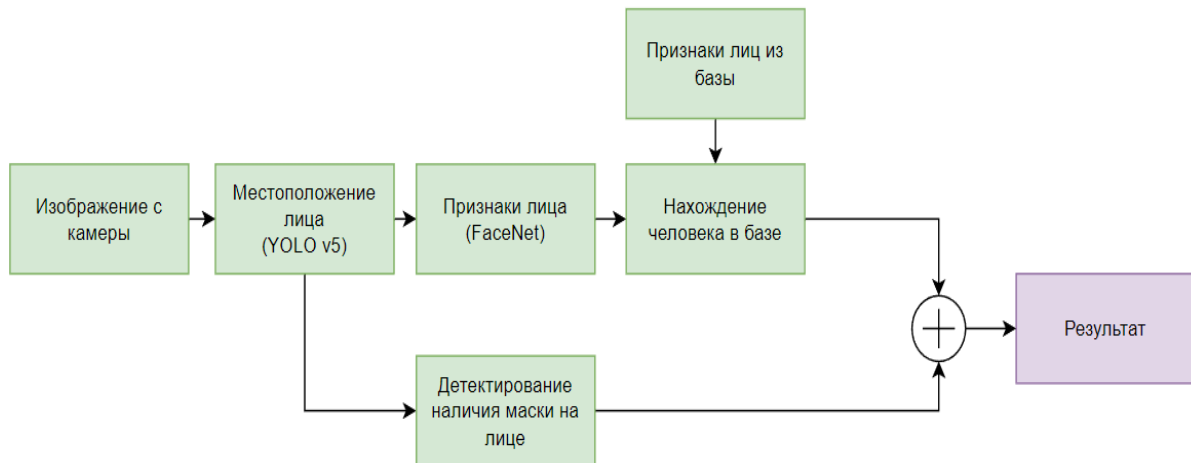 Признаки лиц из
базы
Изображение с
камеры
Местоположение
лица
(YOLO v5)
Признаки лица
(FaceNet)
Нахождение
человека в базе
Результат
Детектирование
наличия маски на
лице